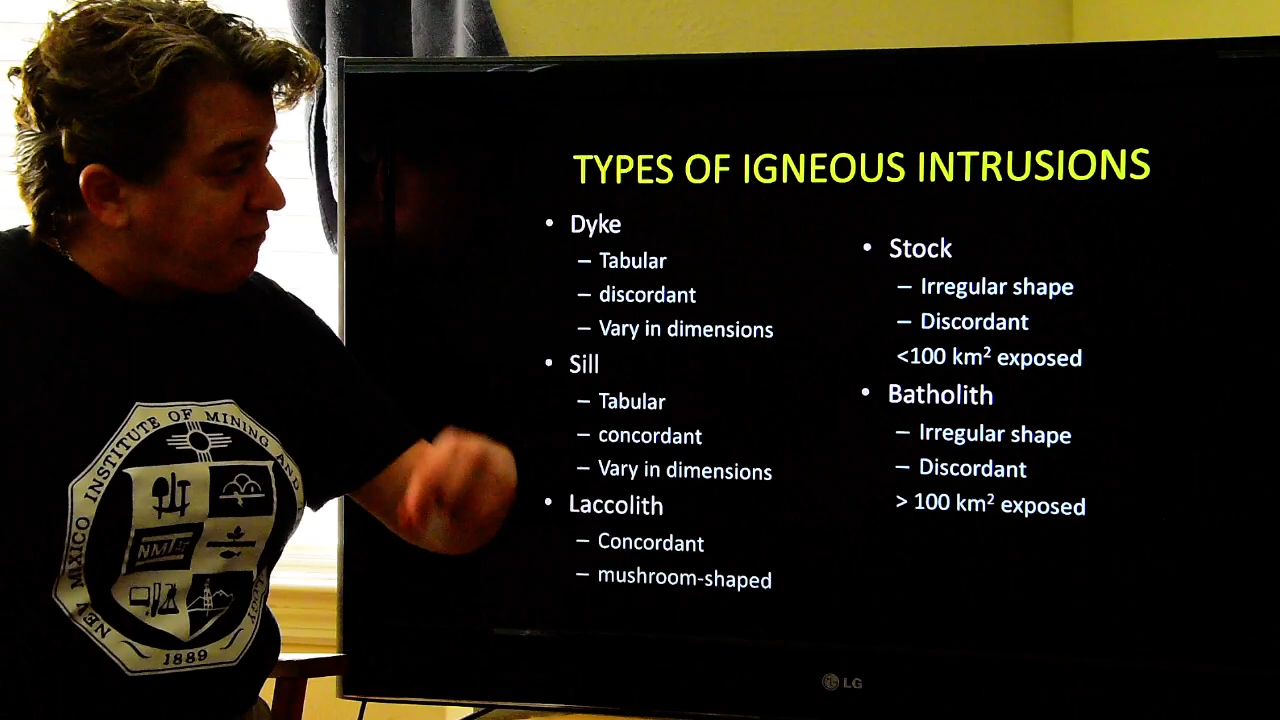 TYPES OF IGNEOUS INTRUSIONS
• Dyke
– Tabular
– discordant
– Vary in dimensions
• Sill
– Tabular
– concordant
– Vary in dimensions
• Laccolith
– Concordant
– mushroom-shaped
• Stock
– Irregular shape
– Discordant
<100 km² exposed
• Batholith
– Irregular shape
– Discordant
> 100 km² exposed
LG
NEW MEXICO INSTITUTE OF MINING AND
1889